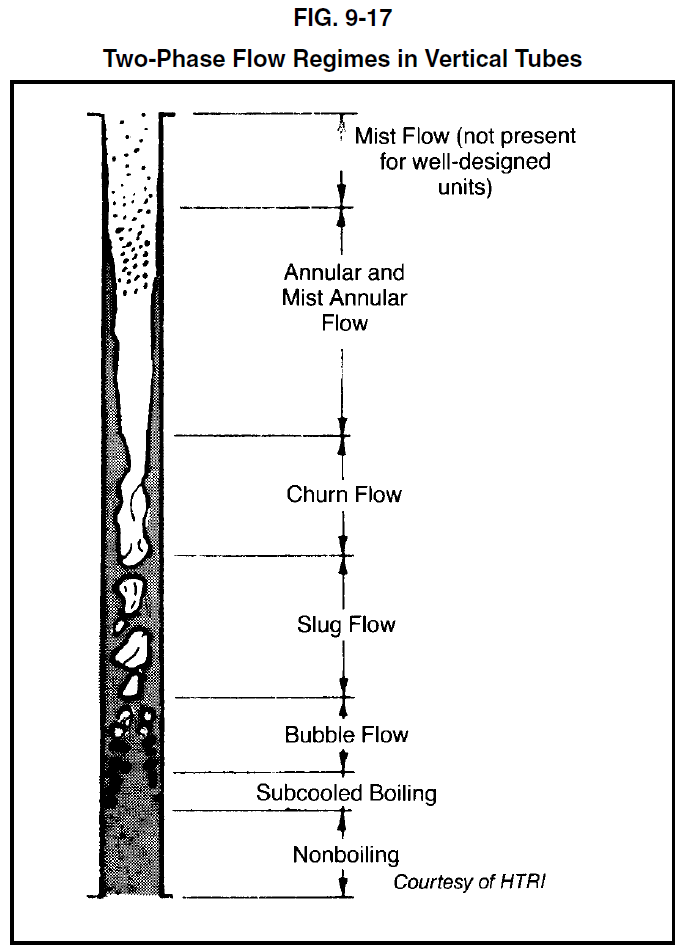 FIG. 9-17
Two-Phase Flow Regimes in Vertical Tubes
Mist Flow (not present
for well-designed
units)
Annular and
Mist Annular
Flow
Churn Flow
Slug Flow
Bubble Flow
Subcooled Boiling
Nonboiling
Courtesy of HTRI